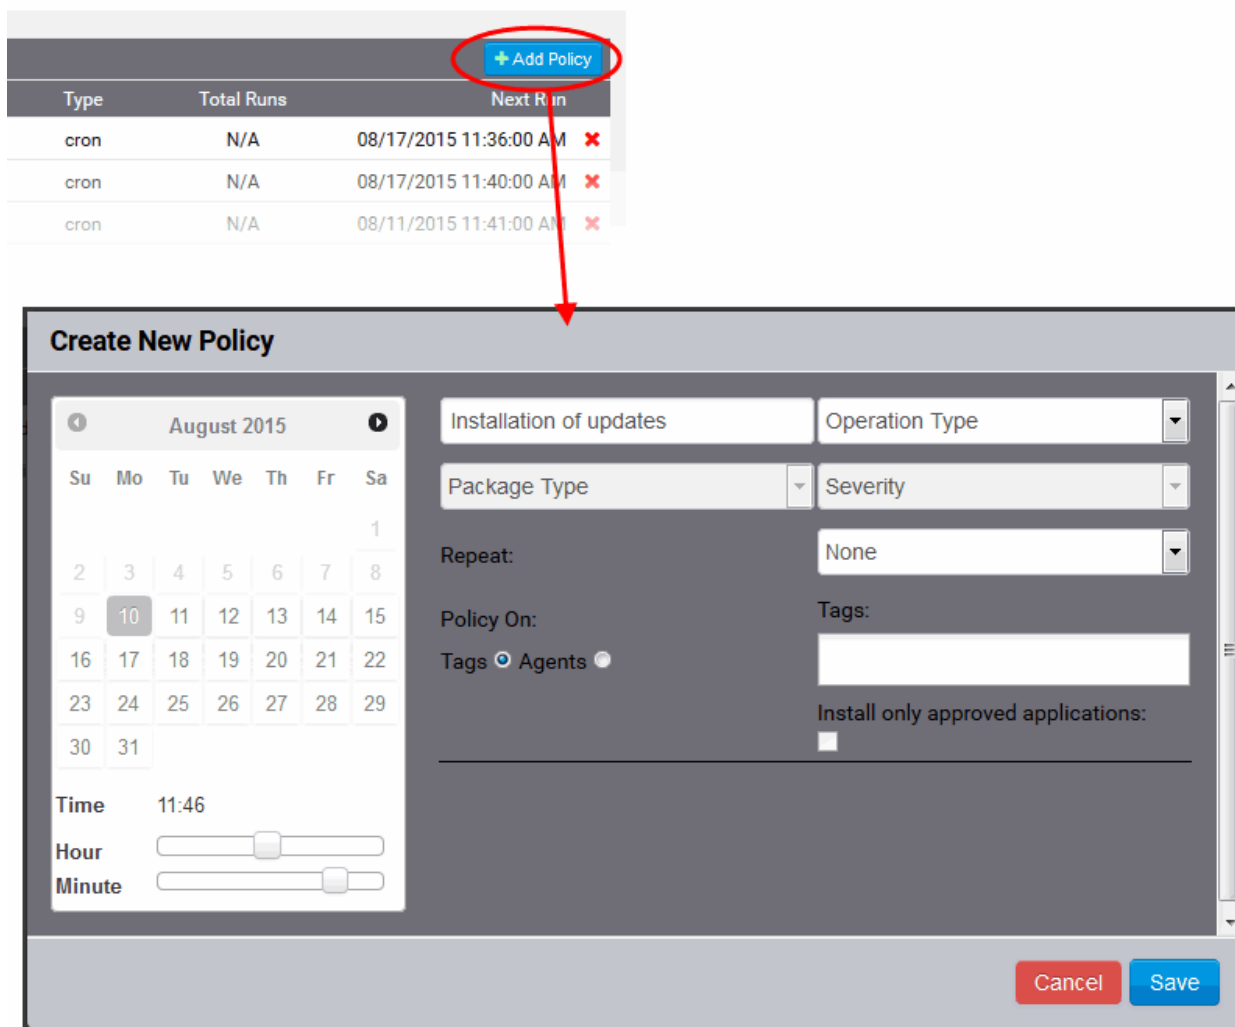 Add Policy
Type Total Runs Next Run
cron N/A 08/17/2015 11:36:00 AM
cron N/A 08/17/2015 11:40:00 AM
cron N/A 08/11/2015 11:41:00 AM
Create New Policy
August 2015
Su Mo Tu We Th Fr Sa
1
2 3 4 5 6 7 8
9 10 11 12 13 14 15
16 17 18 19 20 21 22
23 24 25 26 27 28 29
30 31
Time 11:46
Hour
Minute
Installation of updates Operation Type
Package Type Severity
Repeat: None
Policy On: Tags:
Tags Agents
Install only approved applications:
Cancel Save